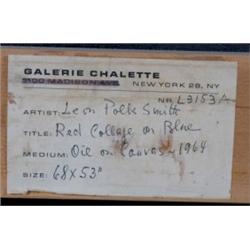 GALERIE CHALETTE
1100 MADISON AVE. NEW YORK 28, NY
NR. L3153A
ARTIST: Leon Polk Smith
TITLE: Red Collage on Blue
MEDIUM: Oil on Canvas - 1964
SIZE: 68 x 53"